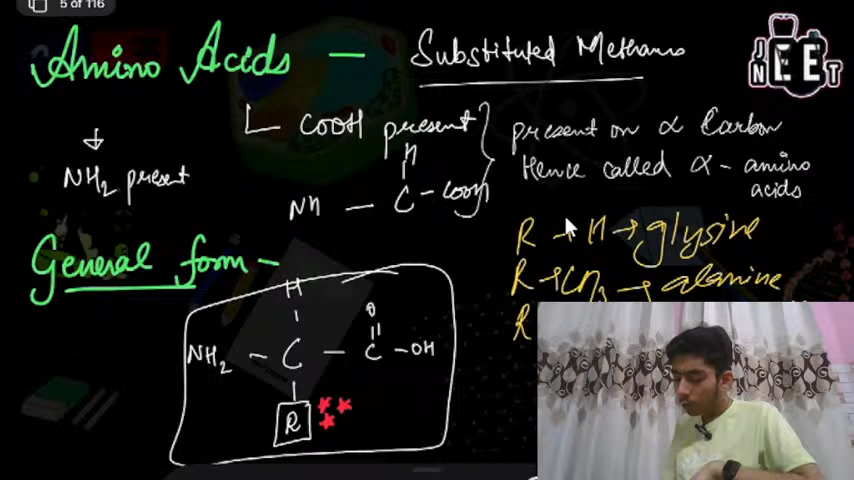 5 of 116
Amino Acids — Substituted Methane
J NEET
COOH present
NH2 present
present on α Carbon
Hence called α - amino acids
H
NH — C - COOH
General form -
H
NH2 - C - C - OH
O
R
R → H → glysine
R → CH3 → alanine
R